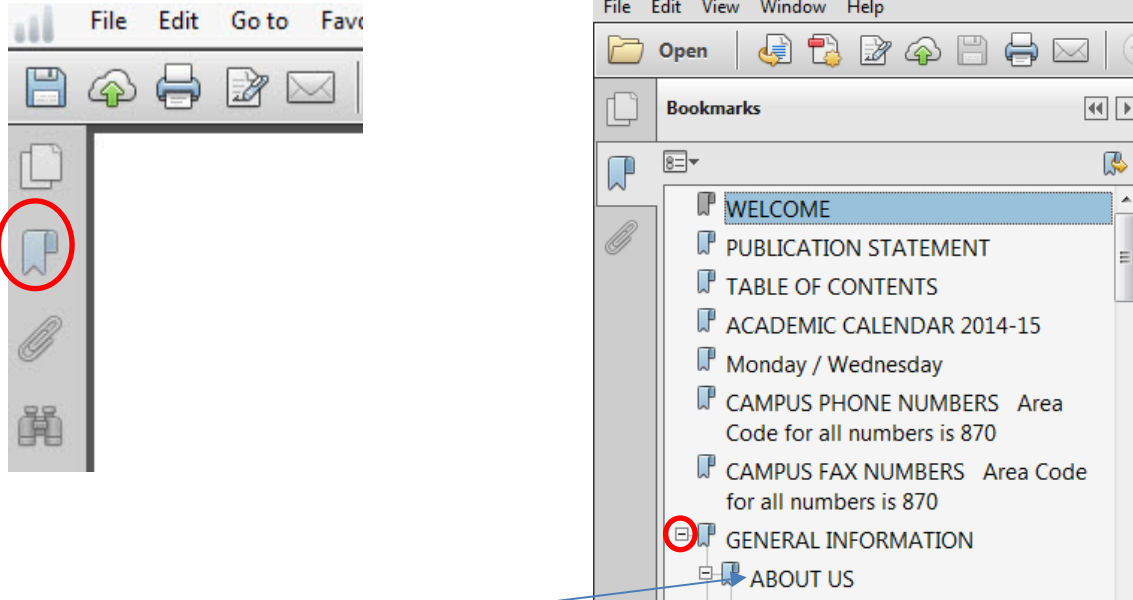 File Edit Go to Favo
File Edit View Window Help
Open
Bookmarks
WELCOME
PUBLICATION STATEMENT
TABLE OF CONTENTS
ACADEMIC CALENDAR 2014-15
Monday / Wednesday
CAMPUS PHONE NUMBERS Area
Code for all numbers is 870
CAMPUS FAX NUMBERS Area Code
for all numbers is 870
GENERAL INFORMATION
ABOUT US